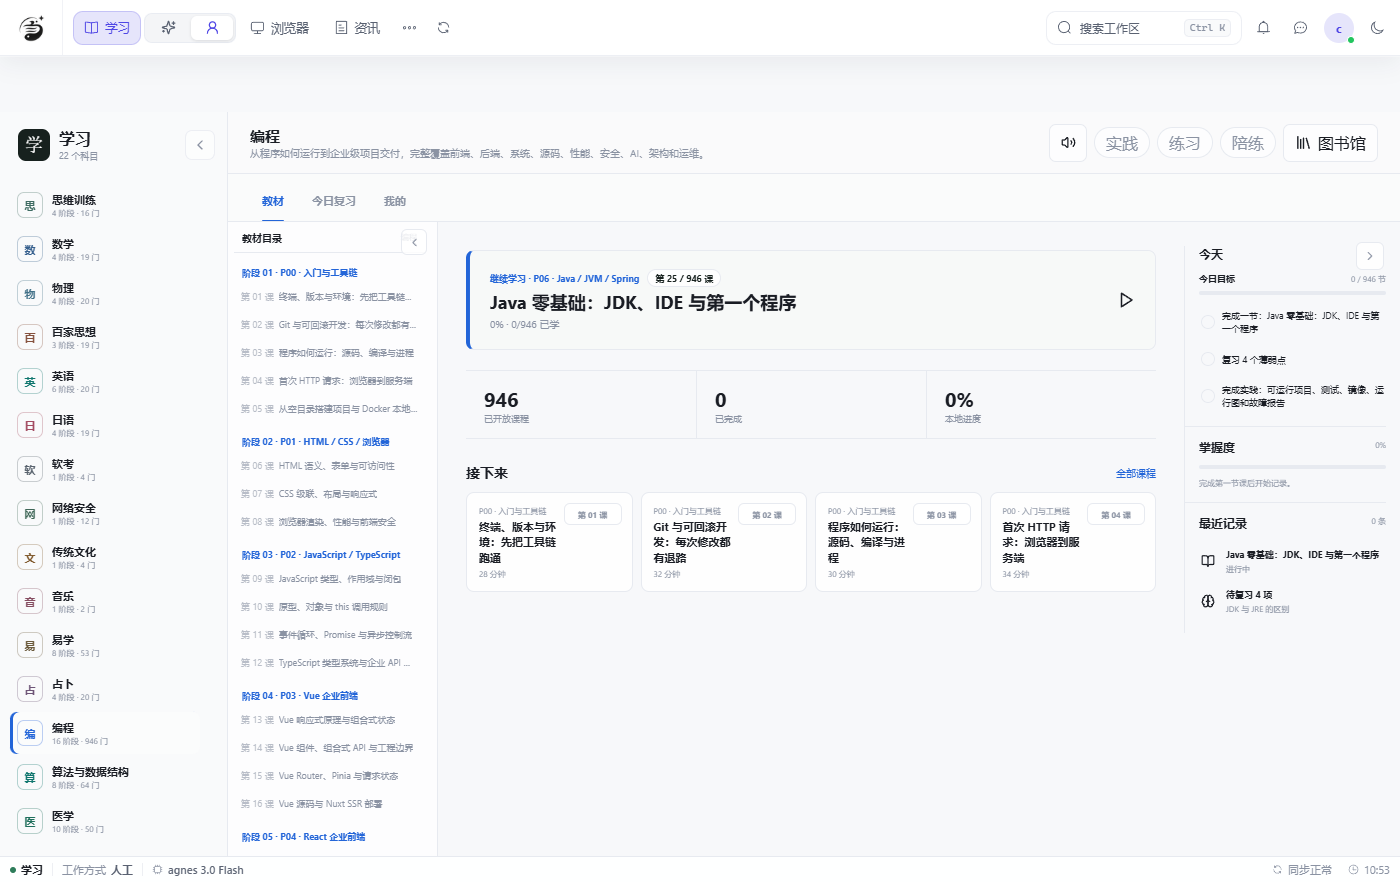 学习
浏览器
资讯
搜索工作区
Ctrl K
c
学
学习
22 个科目
思
思维训练
4 阶段 · 16 门
数
数学
4 阶段 · 19 门
物
物理
4 阶段 · 20 门
百
百家思想
3 阶段 · 19 门
英
英语
6 阶段 · 20 门
日
日语
4 阶段 · 19 门
软
软考
1 阶段 · 4 门
网
网络安全
1 阶段 · 12 门
文
传统文化
1 阶段 · 4 门
音
音乐
1 阶段 · 2 门
易
易学
8 阶段 · 53 门
占
占卜
4 阶段 · 20 门
编
编程
16 阶段 · 946 门
算
算法与数据结构
8 阶段 · 64 门
医
医学
10 阶段 · 50 门
编程
从程序如何运行到企业级项目交付，完整覆盖前端、后端、系统、源码、性能、安全、AI、架构和运维。
实践
练习
陪练
图书馆
教材
今日复习
我的
教材目录
阶段 01 · P00 · 入门与工具链
第 01 课 终端、版本与环境：先把工具链...
第 02 课 Git 与可回滚开发：每次修改都有...
第 03 课 程序如何运行：源码、编译与进程
第 04 课 首次 HTTP 请求：浏览器到服务端
第 05 课 从空目录搭建项目与 Docker 本地...
阶段 02 · P01 · HTML / CSS / 浏览器
第 06 课 HTML 语义、表单与可访问性
第 07 课 CSS 级联、布局与响应式
第 08 课 浏览器渲染、性能与前端安全
阶段 03 · P02 · JavaScript / TypeScript
第 09 课 JavaScript 类型、作用域与闭包
第 10 课 原型、对象与 this 调用规则
第 11 课 事件循环、Promise 与异步控制流
第 12 课 TypeScript 类型系统与企业 API ...
阶段 04 · P03 · Vue 企业前端
第 13 课 Vue 响应式原理与组合式状态
第 14 课 Vue 组件、组合式 API 与工程边界
第 15 课 Vue Router、Pinia 与请求状态
第 16 课 Vue 源码与 Nuxt SSR 部署
阶段 05 · P04 · React 企业前端
继续学习 · P06 · Java / JVM / Spring
第 25 / 946 课
Java 零基础：JDK、IDE 与第一个程序
0% · 0/946 已学
946
已开放课程
0
已完成
0%
本地进度
接下来
全部课程
P00 · 入门与工具链
第 01 课
终端、版本与环
境：先把工具链
跑通
28 分钟
P00 · 入门与工具链
第 02 课
Git 与可回滚开
发：每次修改都
有退路
32 分钟
P00 · 入门与工具链
第 03 课
程序如何运行：
源码、编译与进
程
30 分钟
P00 · 入门与工具链
第 04 课
首次 HTTP 请
求：浏览器到服
务端
34 分钟
今天
今日目标
0 / 946 节
完成一节：Java 零基础：JDK、IDE 与第
一个程序
复习 4 个薄弱点
完成实践：可运行项目、测试、镜像、运
行图和故障报告
掌握度
0%
完成第一节课后开始记录。
最近记录
0 条
Java 零基础：JDK、IDE 与第一个程序
进行中
待复习 4 项
JDK 与 JRE 的区别
学习
工作方式 人工
agnes 3.0 Flash
同步正常
10:53